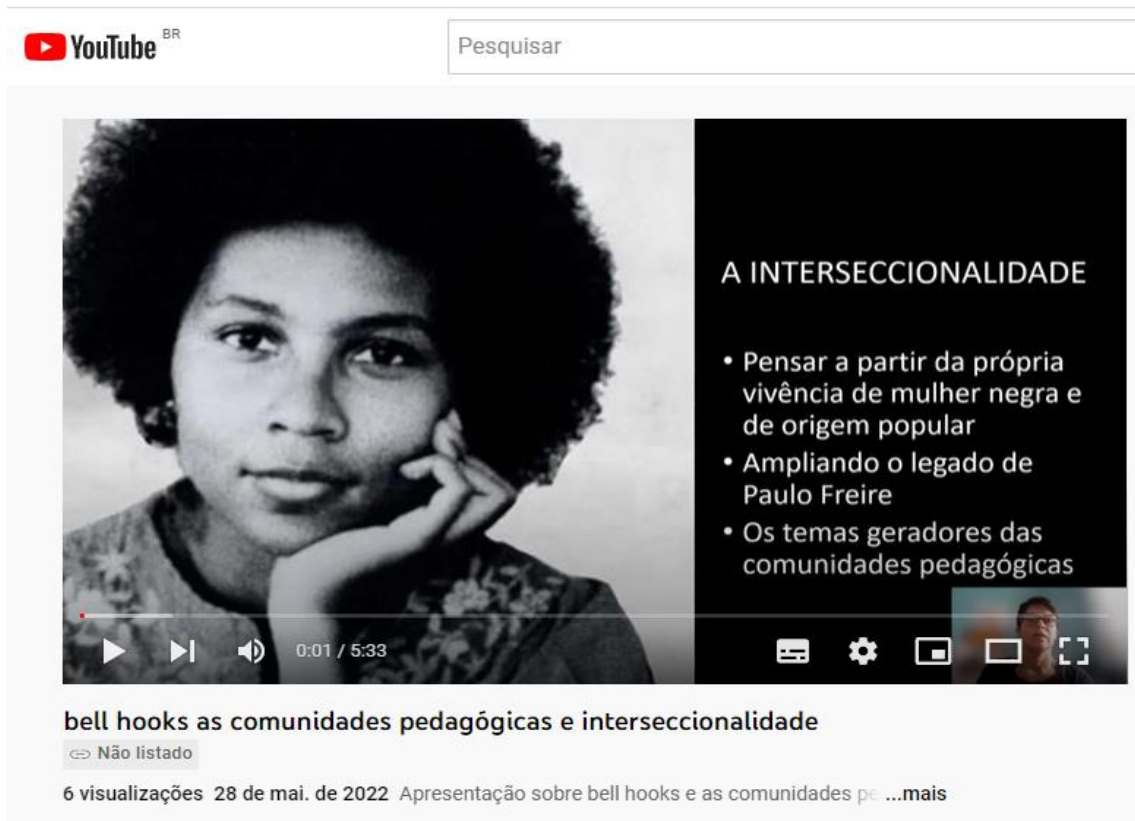 YouTube BR
Pesquisar
A INTERSECCIONALIDADE
• Pensar a partir da própria
vivência de mulher negra e
de origem popular
• Ampliando o legado de
Paulo Freire
• Os temas geradores das
comunidades pedagógicas
0:01 / 5:33
bell hooks as comunidades pedagógicas e interseccionalidade
Não listado
6 visualizações 28 de mai. de 2022 Apresentação sobre bell hooks e as comunidades ...mais